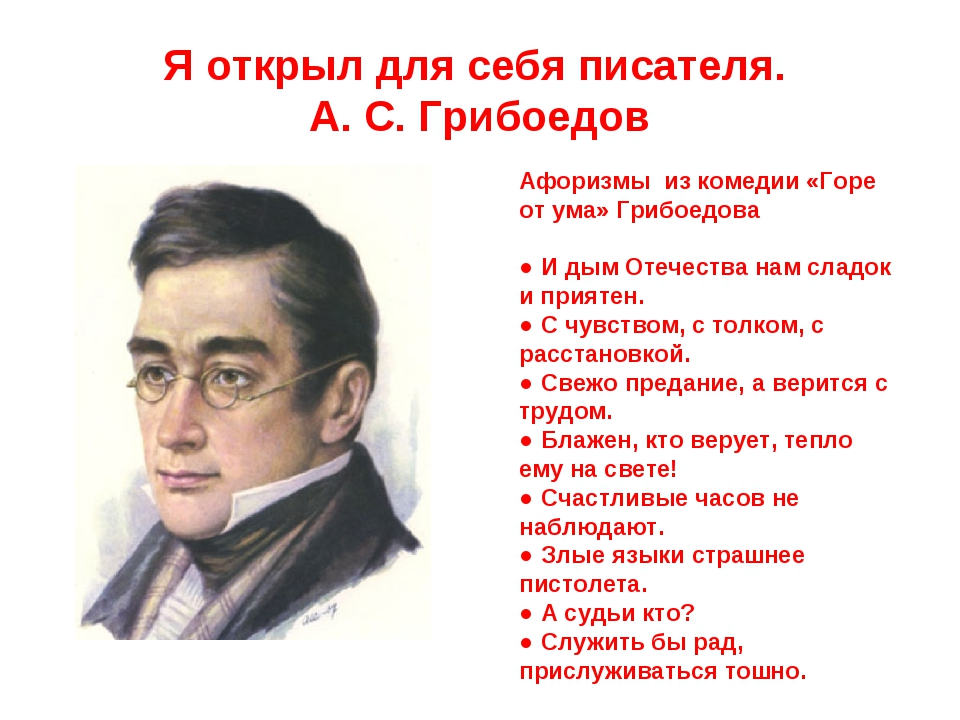 Я открыл для себя писателя.
А. С. Грибоедов
Афоризмы из комедии «Горе
от ума» Грибоедова
● И дым Отечества нам сладок
и приятен.
● С чувством, с толком, с
расстановкой.
● Свежо предание, а верится с
трудом.
● Блажен, кто верует, тепло
ему на свете!
● Счастливые часов не
наблюдают.
● Злые языки страшнее
пистолета.
● А судьи кто?
● Служить бы рад,
прислуживаться тошно.